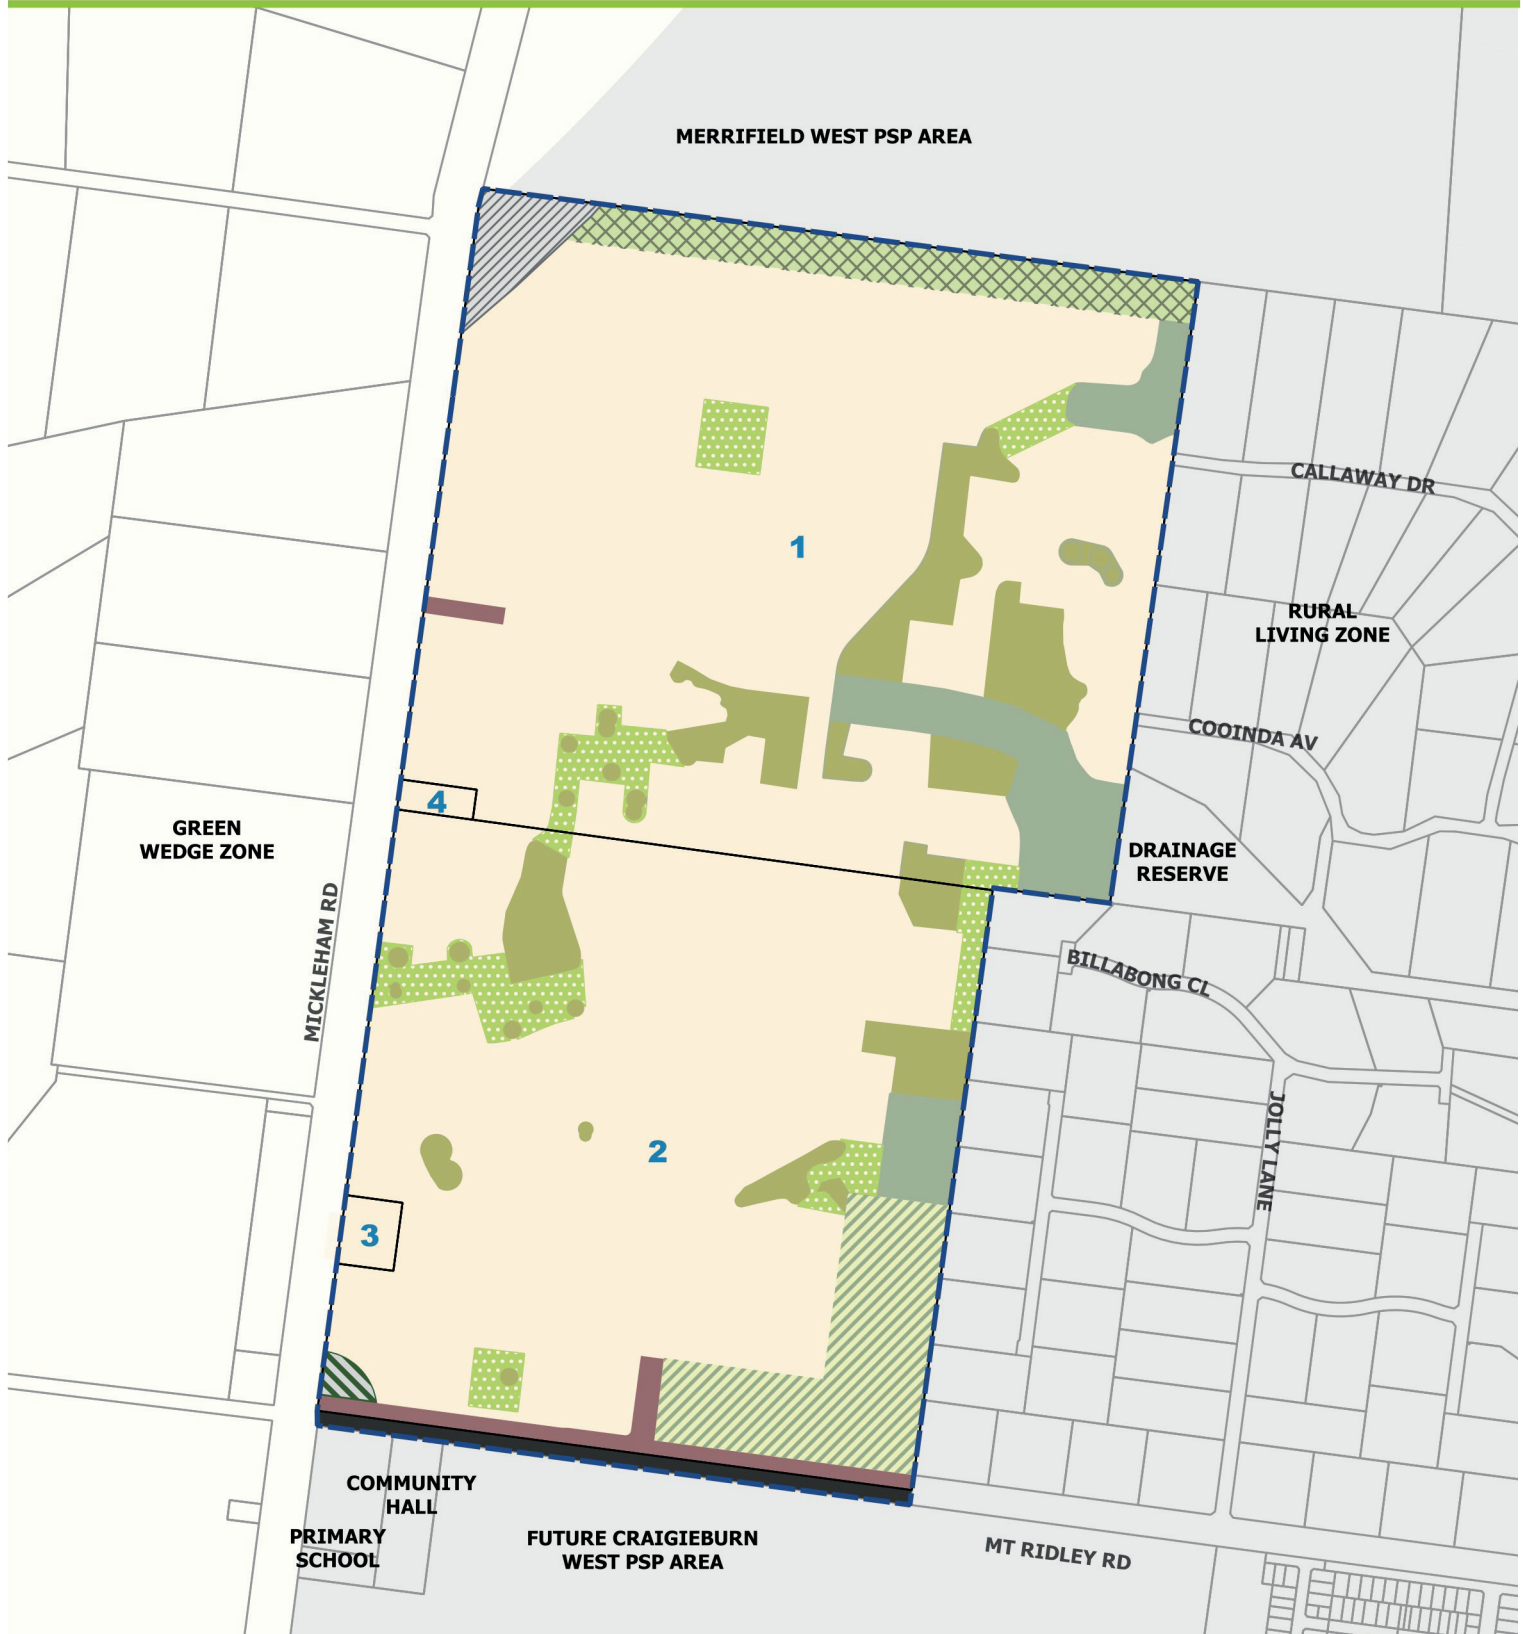 MERRIFIELD WEST PSP AREA
CALLAWAY DR
1
RURAL
LIVING ZONE
COOINDA AV
4
GREEN
WEDGE ZONE
DRAINAGE
RESERVE
MICKLEHAM RD
BILLABONG CL
2
JOLLY LANE
3
COMMUNITY
HALL
PRIMARY
SCHOOL
FUTURE CRAIGIEBURN
WEST PSP AREA
MT RIDLEY RD